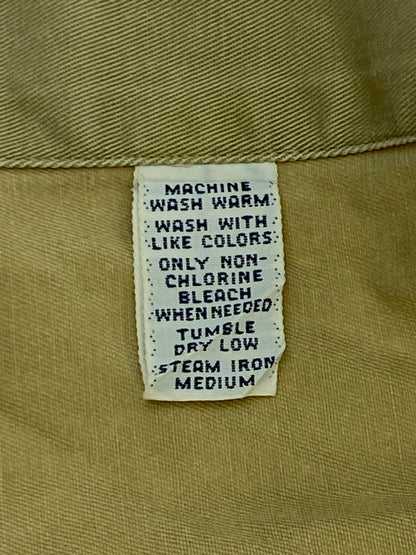 MACHINE
WASH WARM
WASH WITH
LIKE COLORS
ONLY NON-
CHLORINE
BLEACH
WHEN NEEDED
TUMBLE
DRY LOW
STEAM IRON
MEDIUM